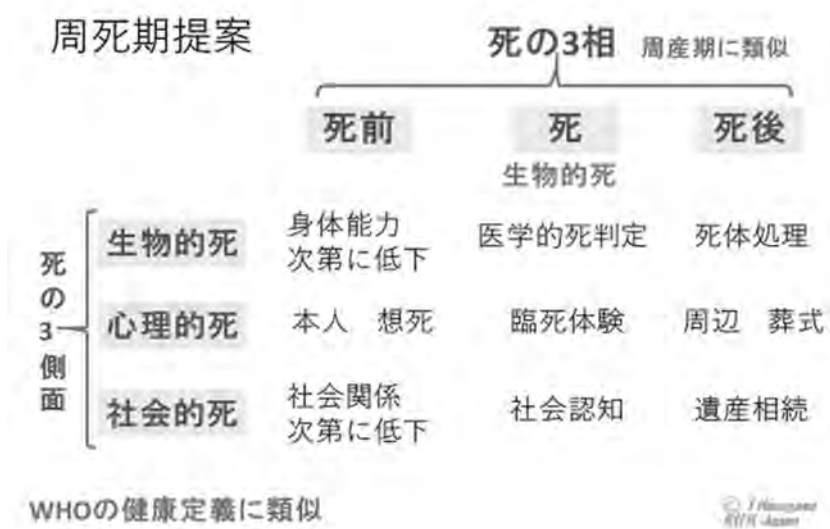 周死期提案
死の3相 周産期に類似
死前 死 死後
生物的死
死の3側面
生物的死 身体能力 次第に低下 医学的死判定 死体処理
心理的死 本人 想死 臨死体験 周辺 葬式
社会的死 社会関係 次第に低下 社会認知 遺産相続
WHOの健康定義に類似